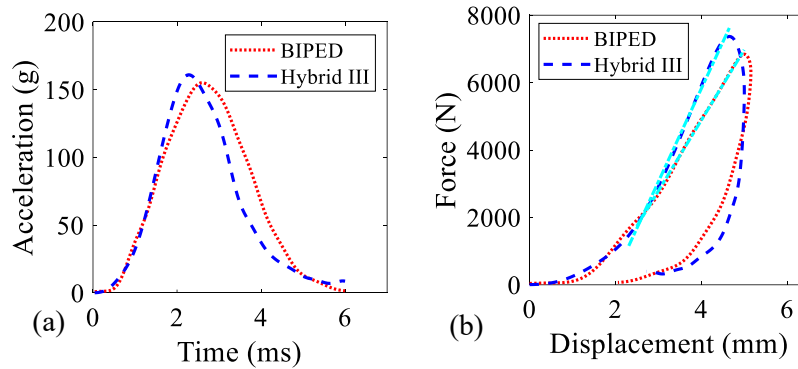 200
150
100
50
0
Acceleration (g)
BIPED
Hybrid III
0 2 4 6
Time (ms)
(a)
8000
6000
4000
2000
0
Force (N)
BIPED
Hybrid III
0 2 4 6
Displacement (mm)
(b)